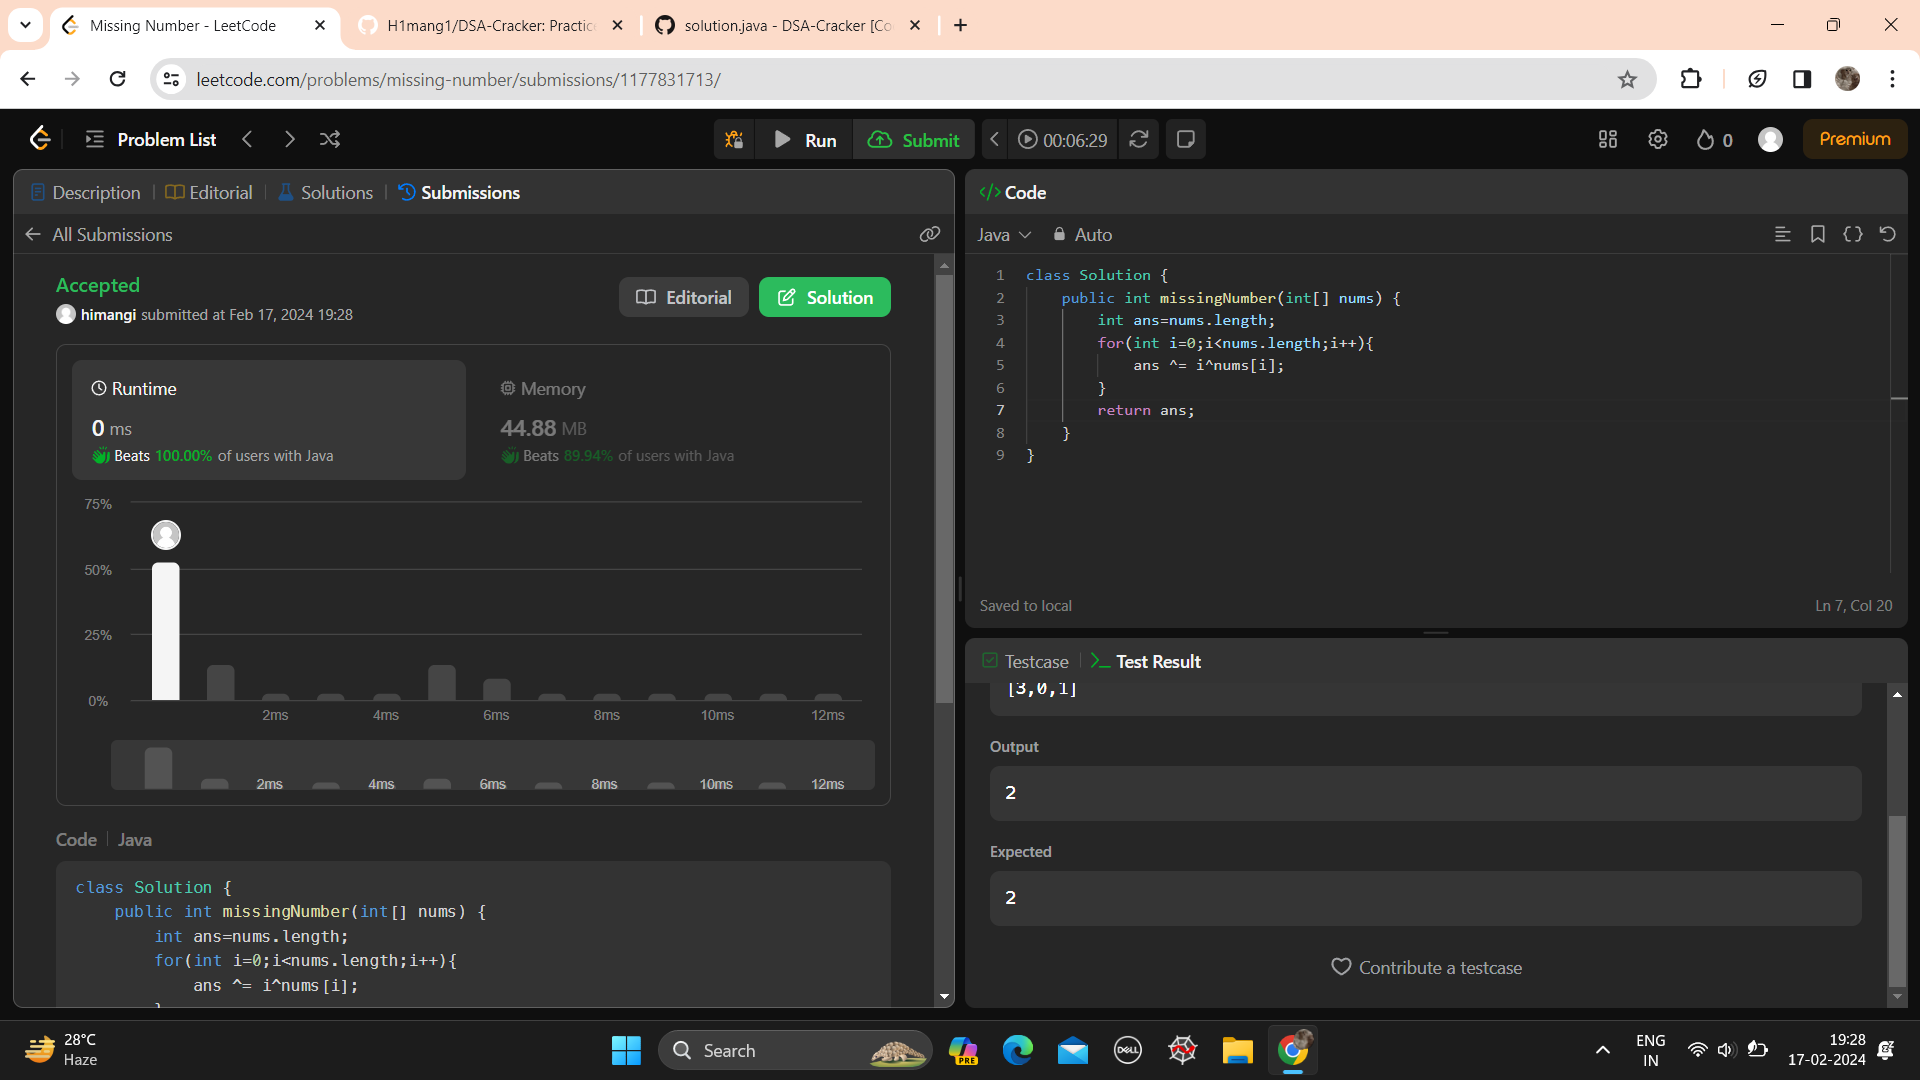 Missing Number - LeetCode
H1mang1/DSA-Cracker: Practice
solution.java - DSA-Cracker [Co
leetcode.com/problems/missing-number/submissions/1177831713/
Problem List
Run
Submit
00:06:29
0
Premium
Description
Editorial
Solutions
Submissions
All Submissions
Accepted
himangi submitted at Feb 17, 2024 19:28
Editorial
Solution
Runtime
0 ms
Beats 100.00% of users with Java
Memory
44.88 MB
Beats 89.94% of users with Java
75%
50%
25%
0%
2ms 4ms 6ms 8ms 10ms 12ms
2ms 4ms 6ms 8ms 10ms 12ms
Code Java
class Solution {
public int missingNumber(int[] nums) {
int ans=nums.length;
for(int i=0;i<nums.length;i++){
ans ^= i^nums[i];
</> Code
Java
Auto
1 class Solution {
2 public int missingNumber(int[] nums) {
3 int ans=nums.length;
4 for(int i=0;i<nums.length;i++){
5 ans ^= i^nums[i];
6 }
7 return ans;
8 }
9 }
Saved to local
Ln 7, Col 20
Testcase
Test Result
[3,0,1]
Output
2
Expected
2
Contribute a testcase
28°C
Haze
Search
PRE
DELL
ENG
IN
19:28
17-02-2024